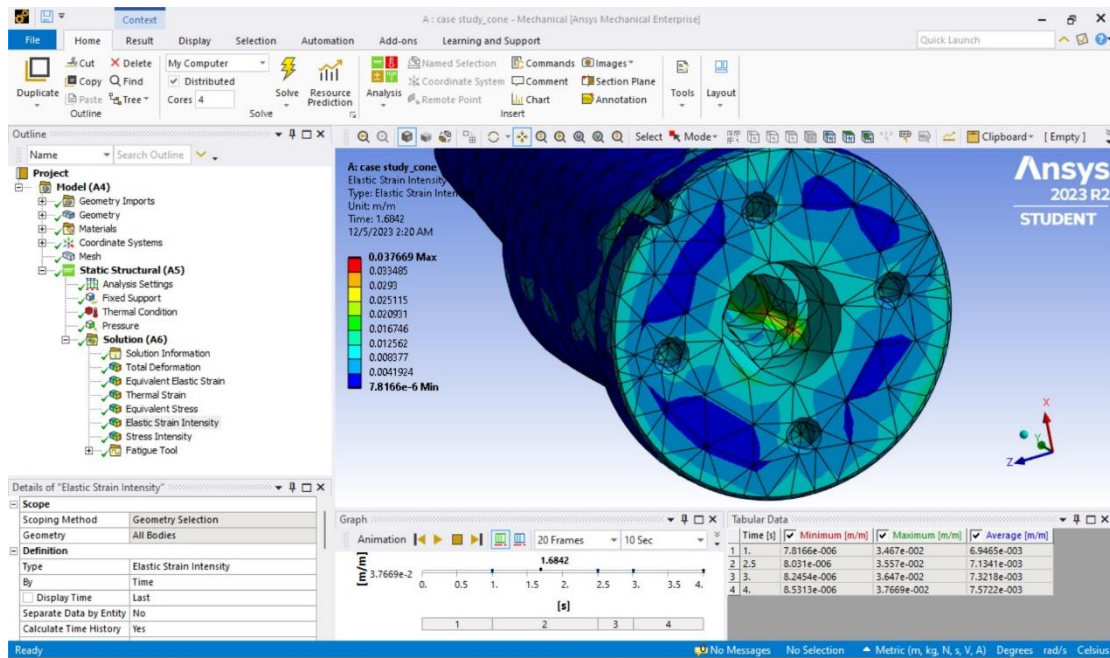 Context
A : case study_cone - Mechanical [Ansys Mechanical Enterprise]
File Home Result Display Selection Automation Add-ons Learning and Support
Quick Launch
Duplicate
Cut
Copy
Paste
Delete
Find
Tree
Outline
My Computer
Distributed
Cores 4
Solve
Resource Prediction
Solve
Analysis
Named Selection
Coordinate System
Remote Point
Commands
Comment
Chart
Images
Section Plane
Annotation
Insert
Tools
Layout
Outline
Name Search Outline
Project
Model (A4)
Geometry Imports
Geometry
Materials
Coordinate Systems
Mesh
Static Structural (A5)
Analysis Settings
Fixed Support
Thermal Condition
Pressure
Solution (A6)
Solution Information
Total Deformation
Equivalent Elastic Strain
Thermal Strain
Equivalent Stress
Elastic Strain Intensity
Stress Intensity
Fatigue Tool
Select Mode Clipboard [ Empty ]
A: case study_cone
Elastic Strain Intensity
Type: Elastic Strain Inten
Unit: m/m
Time: 1.6842
12/5/2023 2:20 AM
0.037669 Max
0.033485
0.0293
0.025115
0.020931
0.016746
0.012562
0.008377
0.0041924
7.8166e-6 Min
Ansys
2023 R2
STUDENT
X
Y
Z
Details of "Elastic Strain Intensity"
Scope
Scoping Method Geometry Selection
Geometry All Bodies
Definition
Type Elastic Strain Intensity
By Time
Display Time Last
Separate Data by Entity No
Calculate Time History Yes
Graph
Animation 20 Frames 10 Sec
1.6842
[m/m]
3.7669e-2
0. 0.5 1. 1.5 2. 2.5 3. 3.5 4.
[s]
1 2 3 4
Tabular Data
Time [s] Minimum [m/m] Maximum [m/m] Average [m/m]
1 1. 7.8166e-006 3.467e-002 6.9465e-003
2 2.5 8.031e-006 3.557e-002 7.1341e-003
3 3. 8.2454e-006 3.647e-002 7.3218e-003
4 4. 8.5313e-006 3.7669e-002 7.5722e-003
Ready
No Messages No Selection Metric (m, kg, N, s, V, A) Degrees rad/s Celsius